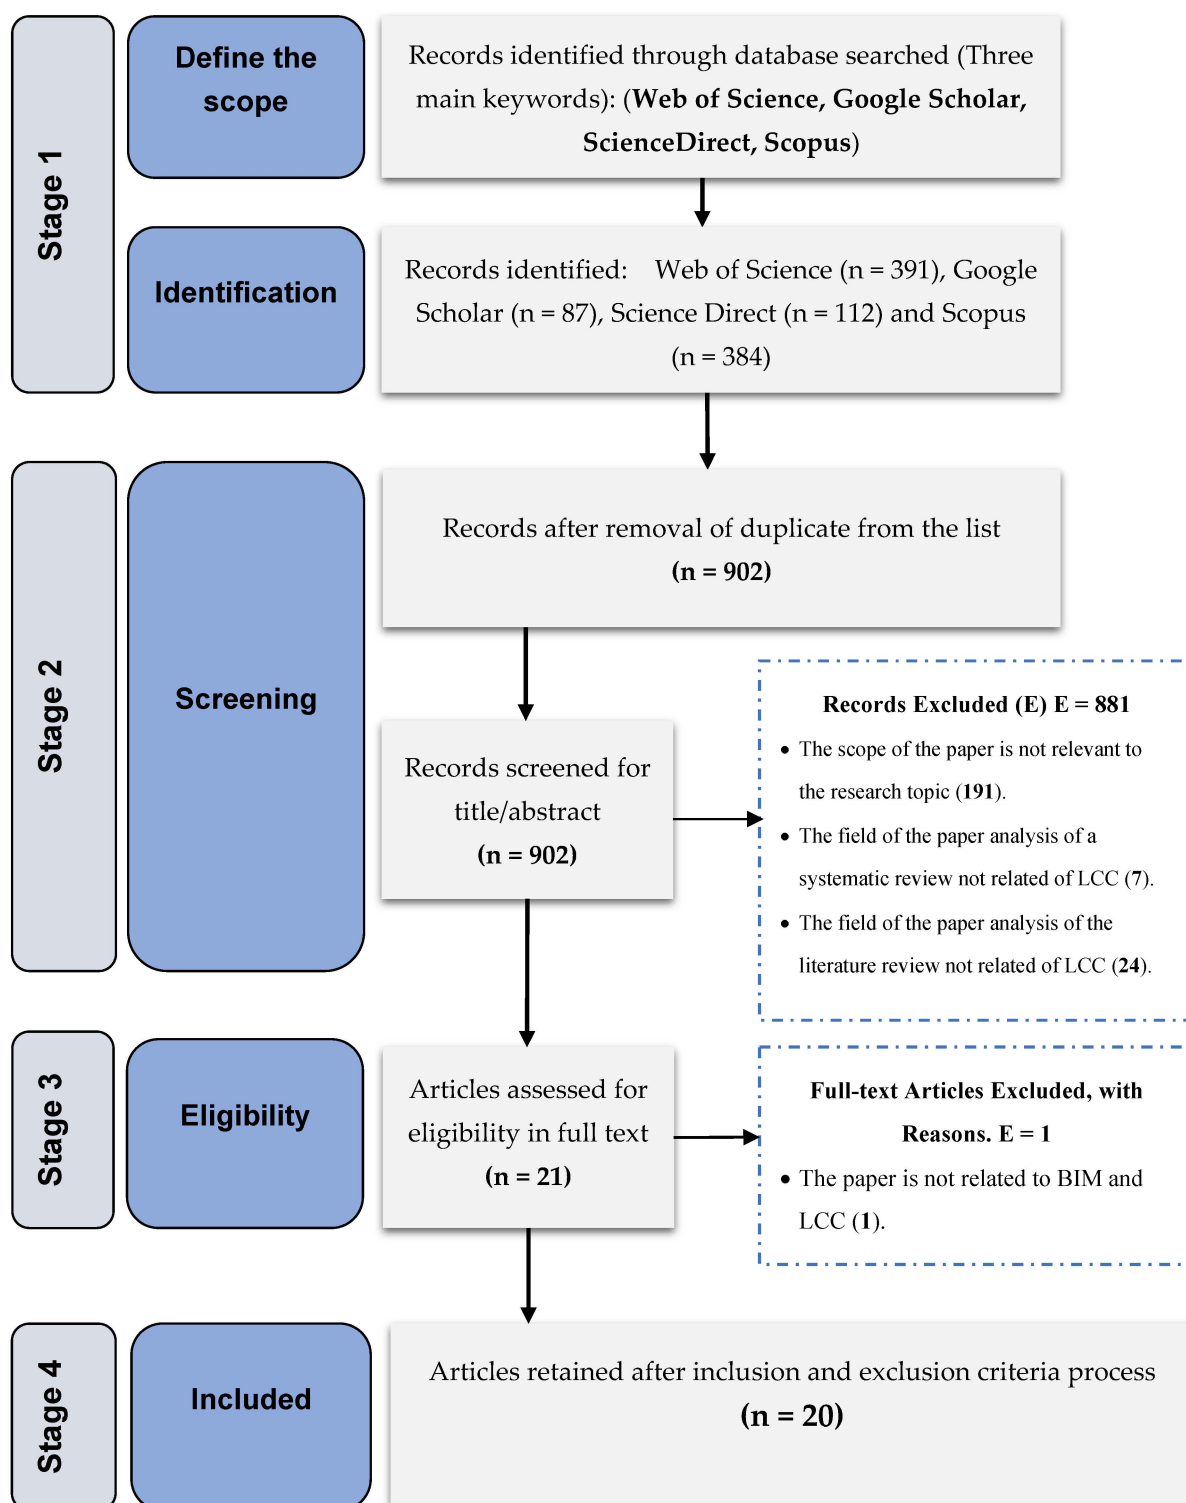 Stage 1
Define the
scope
Records identified through database searched (Three
main keywords): (Web of Science, Google Scholar,
ScienceDirect, Scopus)
Identification
Records identified: Web of Science (n = 391), Google
Scholar (n = 87), Science Direct (n = 112) and Scopus
(n = 384)
Stage 2
Screening
Records after removal of duplicate from the list
(n = 902)
Records screened for
title/abstract
(n = 902)
Records Excluded (E) E = 881
• The scope of the paper is not relevant to
the research topic (191).
• The field of the paper analysis of a
systematic review not related of LCC (7).
• The field of the paper analysis of the
literature review not related of LCC (24).
Stage 3
Eligibility
Articles assessed for
eligibility in full text
(n = 21)
Full-text Articles Excluded, with
Reasons. E = 1
• The paper is not related to BIM and
LCC (1).
Stage 4
Included
Articles retained after inclusion and exclusion criteria process
(n = 20)